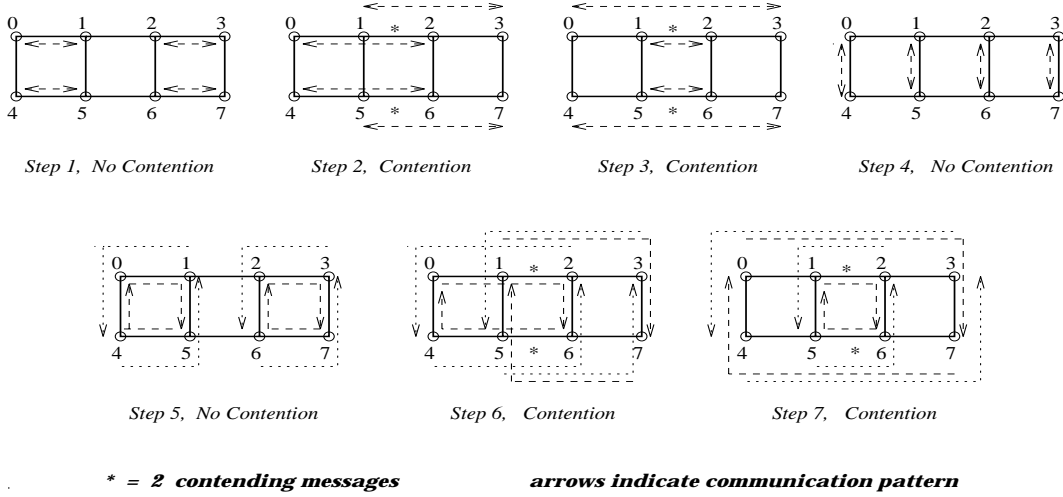 0 1 2 3 0 1 * 2 3 0 1 * 2 3 0 1 2 3
4 5 6 7 4 5 * 6 7 4 5 * 6 7 4 5 6 7
Step 1, No Contention Step 2, Contention Step 3, Contention Step 4, No Contention
0 1 2 3 0 1 * 2 3 0 1 * 2 3
4 5 6 7 4 5 * 6 7 4 5 * 6 7
Step 5, No Contention Step 6, Contention Step 7, Contention
* = 2 contending messages arrows indicate communication pattern